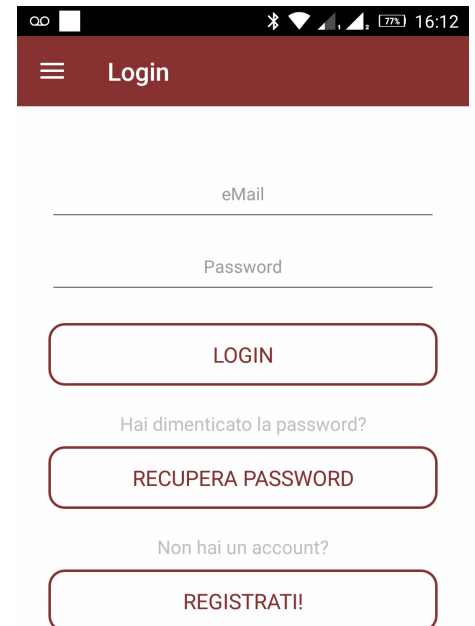 77% 16:12
Login
eMail
Password
LOGIN
Hai dimenticato la password?
RECUPERA PASSWORD
Non hai un account?
REGISTRATI!